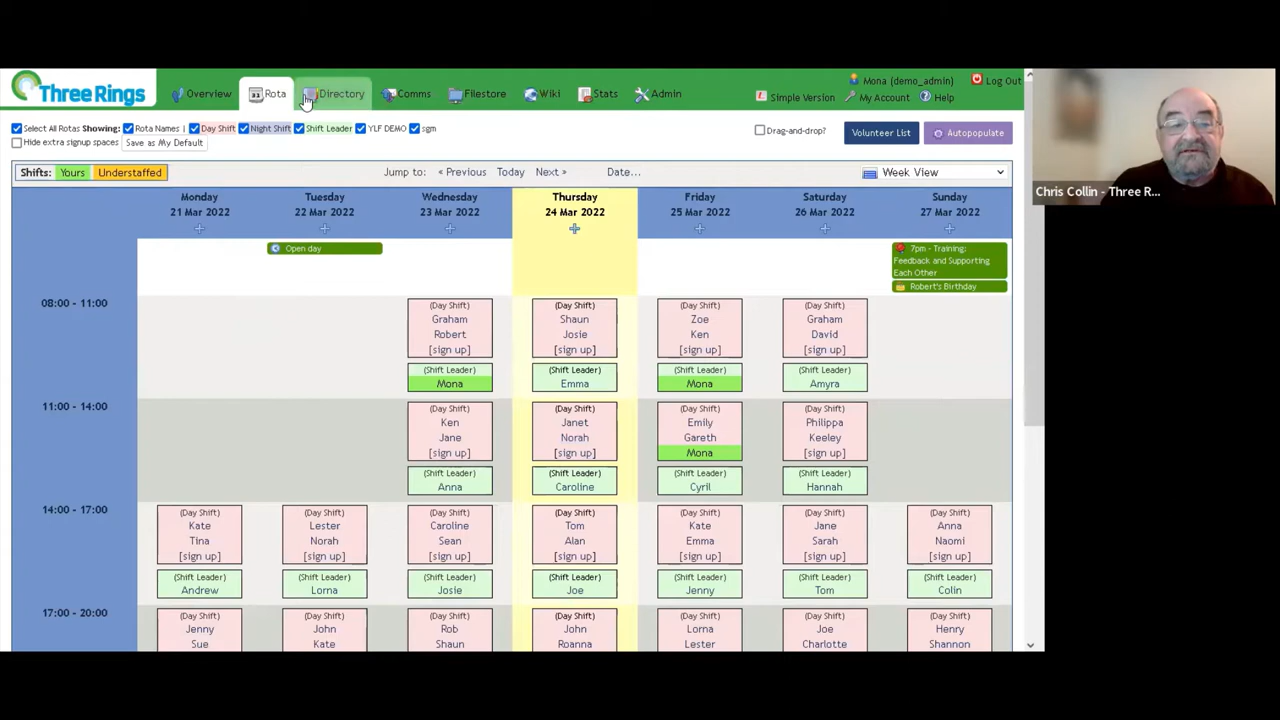 Three Rings
Overview
Rota
Directory
Comms
Filestore
Wiki
Stats
Admin
Mona (demo_admin)
Log Out
Simple Version
My Account
Help
Chris Collin - Three R...
Select All Rotas Showing: Rota Names | Day Shift Night Shift Shift Leader YLF DEMO sgm
Hide extra signup spaces Save as My Default
Drag-and-drop?
Volunteer List
Autopopulate
Shifts: Yours Understaffed
Jump to: « Previous Today Next » Date...
Week View
Monday
21 Mar 2022
Tuesday
22 Mar 2022
Wednesday
23 Mar 2022
Thursday
24 Mar 2022
Friday
25 Mar 2022
Saturday
26 Mar 2022
Sunday
27 Mar 2022
Open day
7pm - Training:
Feedback and Supporting
Each Other
Robert's Birthday
08:00 - 11:00
(Day Shift)
Graham
Robert
[sign up]
(Shift Leader)
Mona
(Day Shift)
Shaun
Josie
[sign up]
(Shift Leader)
Emma
(Day Shift)
Zoe
Ken
[sign up]
(Shift Leader)
Mona
(Day Shift)
Graham
David
[sign up]
(Shift Leader)
Amyra
11:00 - 14:00
(Day Shift)
Ken
Jane
[sign up]
(Shift Leader)
Anna
(Day Shift)
Janet
Norah
[sign up]
(Shift Leader)
Caroline
(Day Shift)
Emily
Gareth
Mona
(Shift Leader)
Cyril
(Day Shift)
Philippa
Keeley
[sign up]
(Shift Leader)
Hannah
14:00 - 17:00
(Day Shift)
Kate
Tina
[sign up]
(Shift Leader)
Andrew
(Day Shift)
Lester
Norah
[sign up]
(Shift Leader)
Lorna
(Day Shift)
Caroline
Sean
[sign up]
(Shift Leader)
Josie
(Day Shift)
Tom
Alan
[sign up]
(Shift Leader)
Joe
(Day Shift)
Kate
Emma
[sign up]
(Shift Leader)
Jenny
(Day Shift)
Jane
Sarah
[sign up]
(Shift Leader)
Tom
(Day Shift)
Anna
Naomi
[sign up]
(Shift Leader)
Colin
17:00 - 20:00
(Day Shift)
Jenny
Sue
(Day Shift)
John
Kate
(Day Shift)
Rob
Shaun
(Day Shift)
John
Roanna
(Day Shift)
Lorna
Lester
(Day Shift)
Joe
Charlotte
(Day Shift)
Henry
Shannon